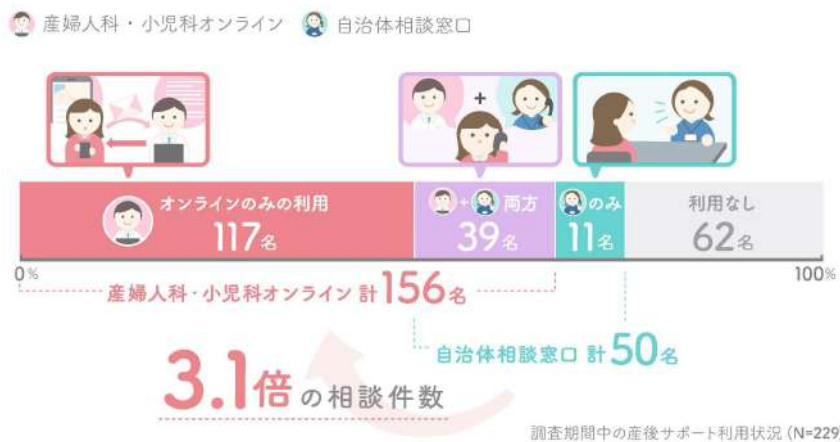 産婦人科・小児科オンライン 自治体相談窓口
+
オンラインのみの利用
117名
+ 両方
39名
のみ
11名
利用なし
62名
0% 100%
産婦人科・小児科オンライン 計156名
自治体相談窓口 計50名
3.1倍の相談件数
調査期間中の産後サポート利用状況（N=229